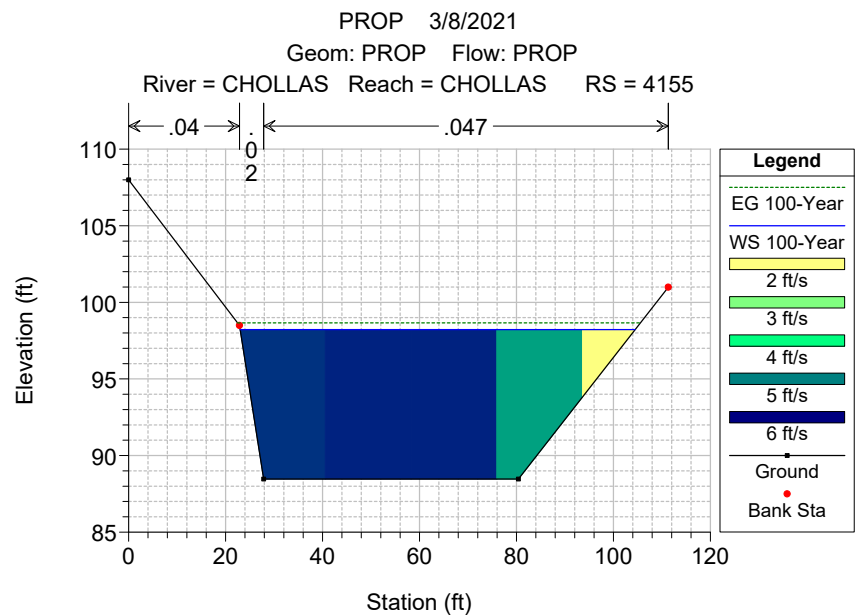 PROP 3/8/2021
Geom: PROP Flow: PROP
River = CHOLLAS Reach = CHOLLAS RS = 4155
.04
.02
.047
110
105
100
95
90
85
Elevation (ft)
0
20
40
60
80
100
120
Station (ft)
Legend
EG 100-Year
WS 100-Year
2 ft/s
3 ft/s
4 ft/s
5 ft/s
6 ft/s
Ground
Bank Sta